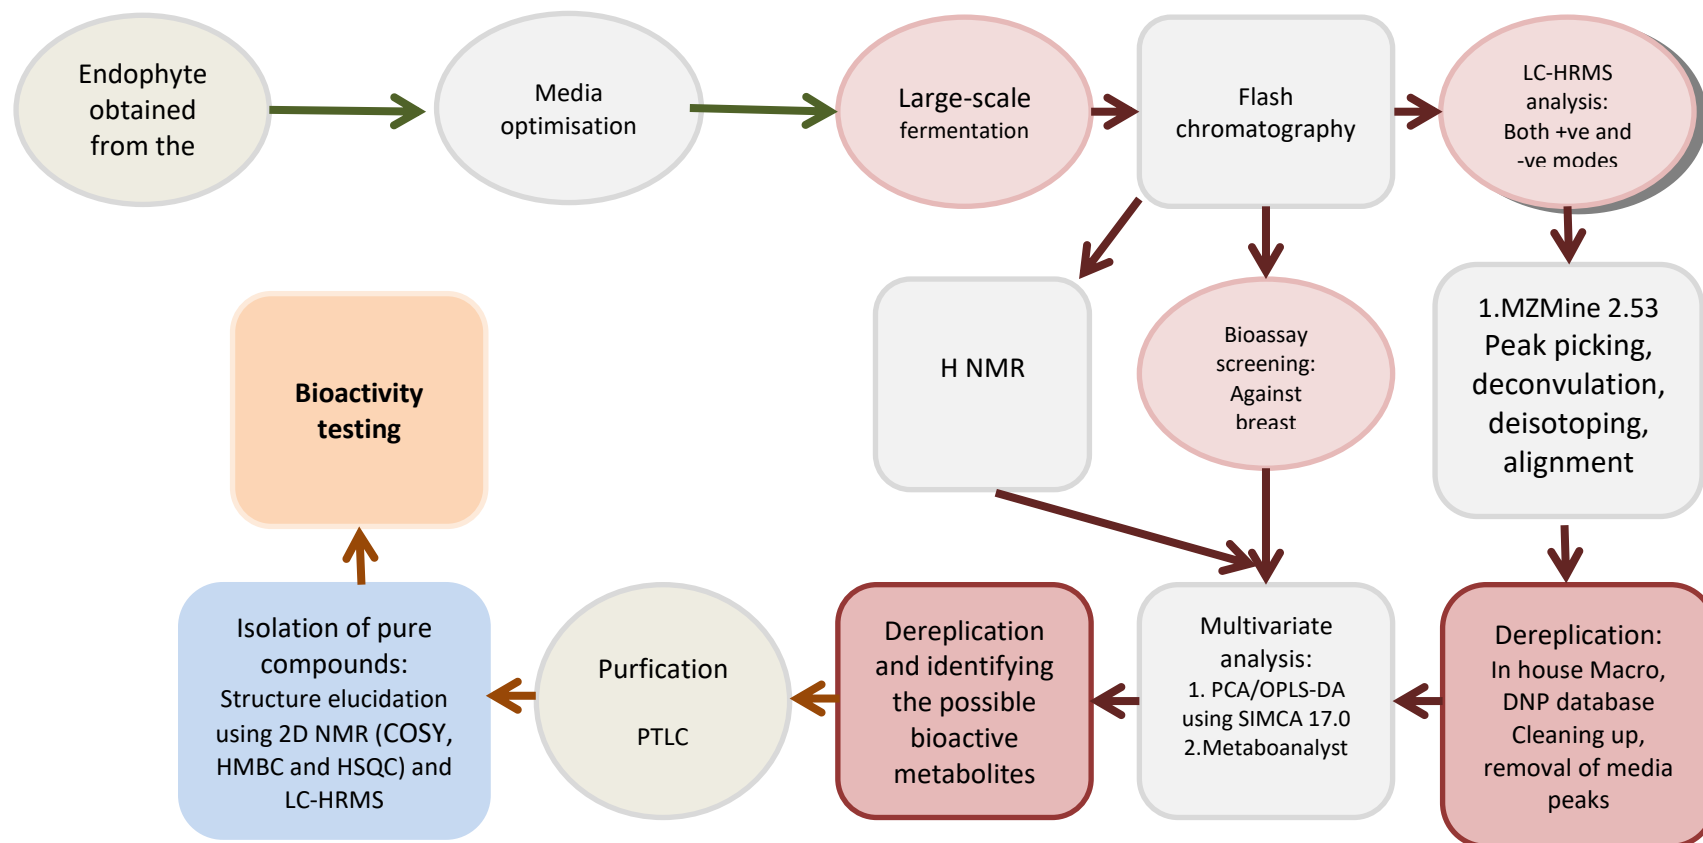 Endophyte
obtained
from the
Media
optimisation
Large-scale
fermentation
Flash
chromatography
LC-HRMS
analysis:
Both +ve and
-ve modes
H NMR
Bioassay
screening:
Against
breast
1.MZMine 2.53
Peak picking,
deconvulation,
deisotoping,
alignment
Bioactivity
testing
Isolation of pure
compounds:
Structure elucidation
using 2D NMR (COSY,
HMBC and HSQC) and
LC-HRMS
Purfication
PTLC
Dereplication
and identifying
the possible
bioactive
metabolites
Multivariate
analysis:
1. PCA/OPLS-DA
using SIMCA 17.0
2.Metaboanalyst
Dereplication:
In house Macro,
DNP database
Cleaning up,
removal of media
peaks